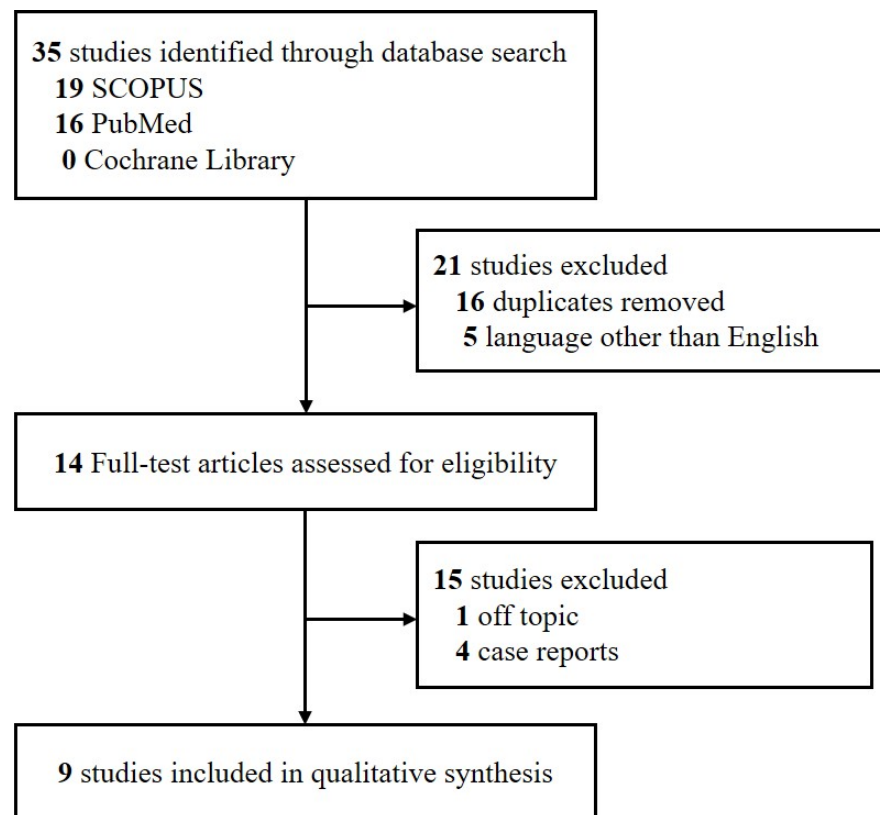 35 studies identified through database search
19 SCOPUS
16 PubMed
0 Cochrane Library
21 studies excluded
16 duplicates removed
5 language other than English
14 Full-test articles assessed for eligibility
15 studies excluded
1 off topic
4 case reports
9 studies included in qualitative synthesis